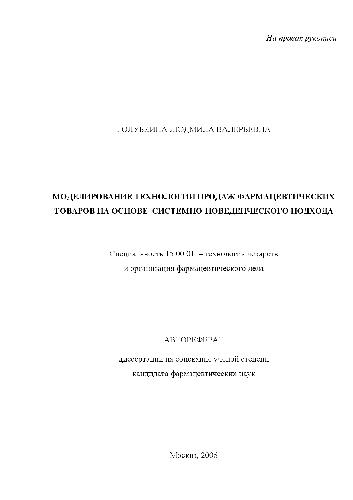 На правах рукописи
ГОЛУБКИНА ЛЮДМИЛА ВАЛЕРЬЕВНА
МОДЕЛИРОВАНИЕ ТЕХНОЛОГИИ ПРОДАЖ ФАРМАЦЕВТИЧЕСКИХ
ТОВАРОВ НА ОСНОВЕ СИСТЕМНО-ПОВЕДЕНЧЕСКОГО ПОДХОДА
Специальность 15.00.01 – технология лекарств
и организация фармацевтического дела
АВТОРЕФЕРАТ
диссертации на соискание ученой степени
кандидата фармацевтических наук
Москва, 2006